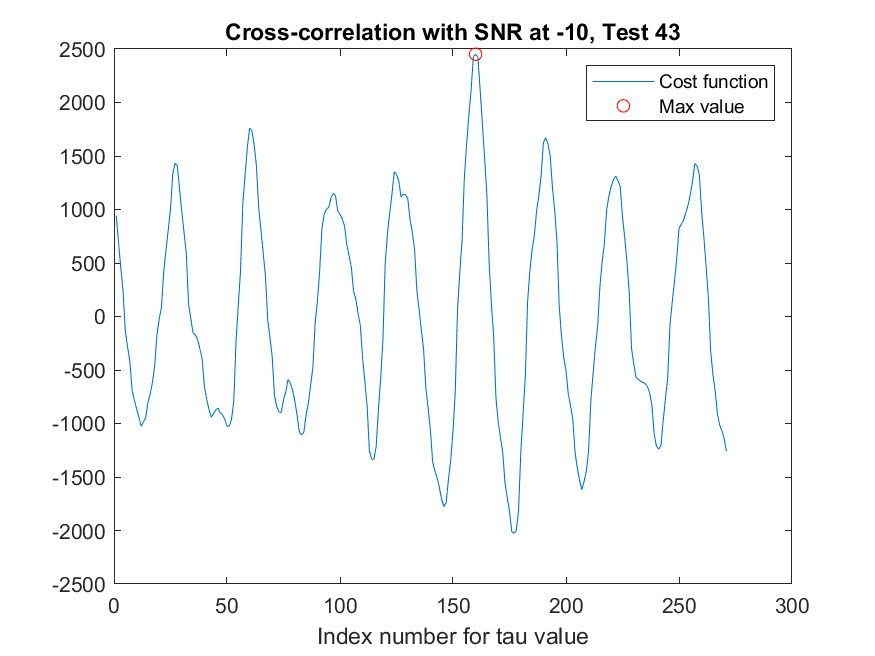 Cross-correlation with SNR at -10, Test 43
2500
2000
1500
1000
500
0
-500
-1000
-1500
-2000
-2500
Cost function
Max value
0 50 100 150 200 250 300
Index number for tau value